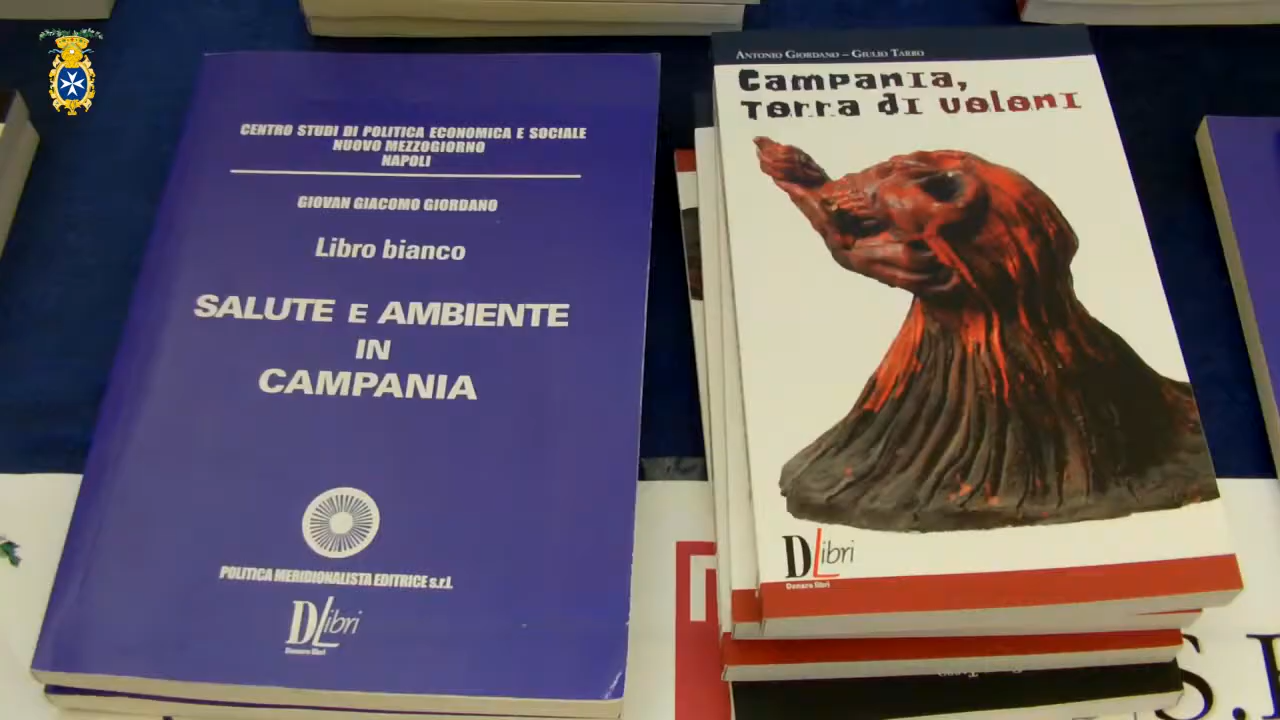 CENTRO STUDI DI POLITICA ECONOMICA E SOCIALE
NUOVO MEZZOGIORNO
NAPOLI
GIOVAN GIACOMO GIORDANO
Libro bianco
SALUTE E AMBIENTE
IN
CAMPANIA
POLITICA MERIDIONALISTA EDITRICE s.r.l.
DLibri
Denaro libri
ANTONIO GIORDANO – GIULIO TARRO
Campania,
Terra di veleni
DLibri
Denaro libri
S.